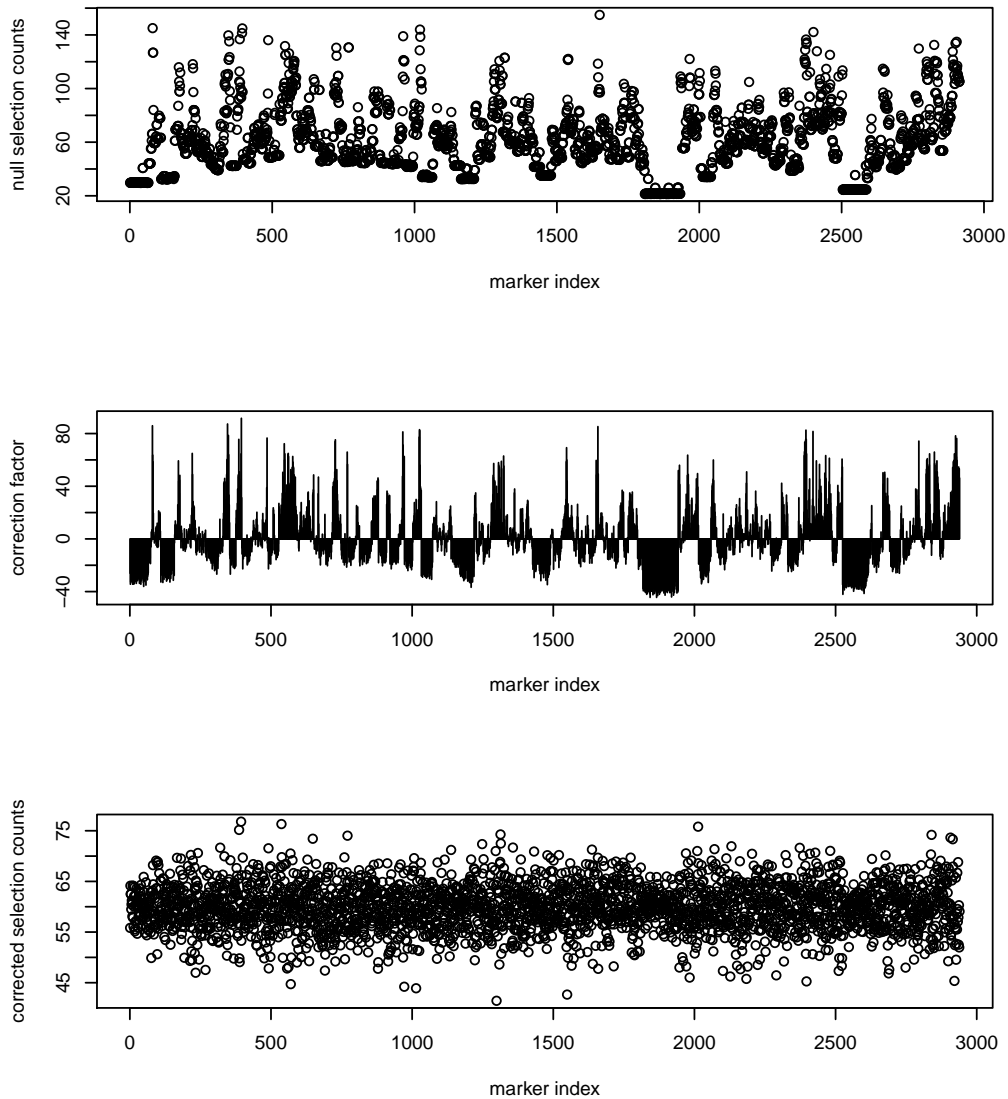 null selection counts
140
100
60
20
0 500 1000 1500 2000 2500 3000
marker index
correction factor
80
40
0
−40
0 500 1000 1500 2000 2500 3000
marker index
corrected selection counts
75
65
55
45
0 500 1000 1500 2000 2500 3000
marker index